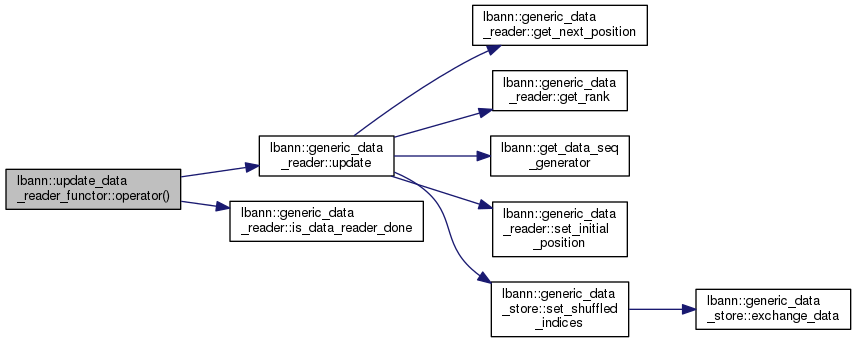 lbann::update_data
_reader_functor::operator()
lbann::generic_data
_reader::update
lbann::generic_data
_reader::get_next_position
lbann::generic_data
_reader::get_rank
lbann::get_data_seq
_generator
lbann::generic_data
_reader::set_initial
_position
lbann::generic_data
_store::set_shuffled
_indices
lbann::generic_data
_store::exchange_data
lbann::generic_data
_reader::is_data_reader_done